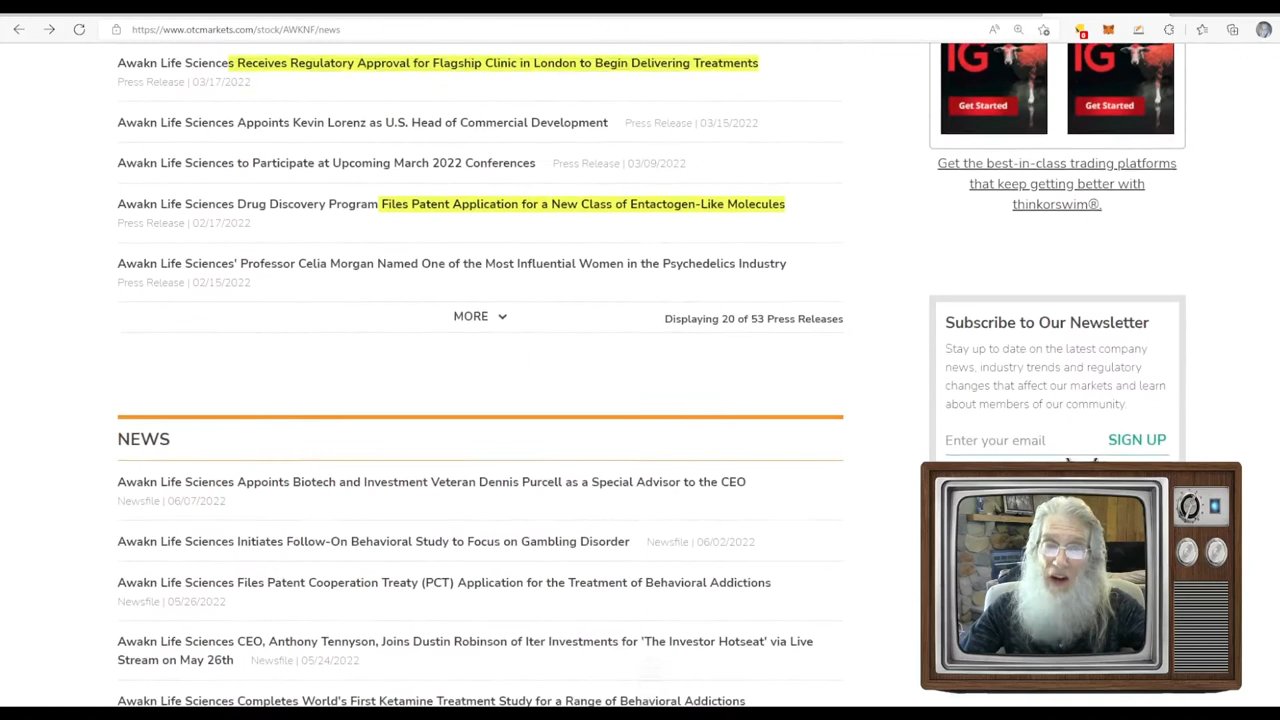 https://www.otcmarkets.com/stock/AWKNF/news
Awakn Life Sciences Receives Regulatory Approval for Flagship Clinic in London to Begin Delivering Treatments
Press Release | 03/17/2022
Awakn Life Sciences Appoints Kevin Lorenz as U.S. Head of Commercial Development Press Release | 03/15/2022
Awakn Life Sciences to Participate at Upcoming March 2022 Conferences Press Release | 03/09/2022
Awakn Life Sciences Drug Discovery Program Files Patent Application for a New Class of Entactogen-Like Molecules
Press Release | 02/17/2022
Awakn Life Sciences' Professor Celia Morgan Named One of the Most Influential Women in the Psychedelics Industry
Press Release | 02/15/2022
MORE
Displaying 20 of 53 Press Releases
NEWS
Awakn Life Sciences Appoints Biotech and Investment Veteran Dennis Purcell as a Special Advisor to the CEO
Newsfile | 06/07/2022
Awakn Life Sciences Initiates Follow-On Behavioral Study to Focus on Gambling Disorder Newsfile | 06/02/2022
Awakn Life Sciences Files Patent Cooperation Treaty (PCT) Application for the Treatment of Behavioral Addictions
Newsfile | 05/26/2022
Awakn Life Sciences CEO, Anthony Tennyson, Joins Dustin Robinson of Iter Investments for 'The Investor Hotseat' via Live
Stream on May 26th Newsfile | 05/24/2022
Awakn Life Sciences Completes World's First Ketamine Treatment Study for a Range of Behavioral Addictions
IG IG
Get Started Get Started
Get the best-in-class trading platforms
that keep getting better with
thinkorswim®.
Subscribe to Our Newsletter
Stay up to date on the latest company
news, industry trends and regulatory
changes that affect our markets and learn
about members of our community.
Enter your email SIGN UP